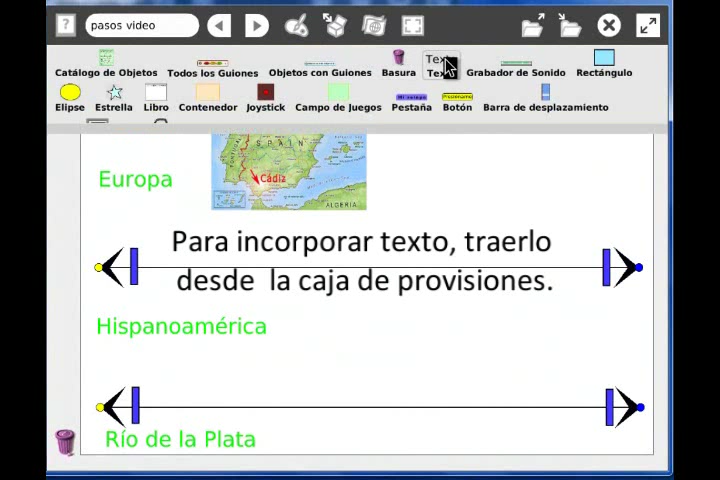 pasos video
Catálogo de Objetos
Todos los Guiones
Objetos con Guiones
Basura
Tex
Tex
Grabador de Sonido
Rectángulo
Elipse
Estrella
Libro
Contenedor
Joystick
Campo de Juegos
Pestaña
Botón
Barra de desplazamiento
SPAIN
Cádiz
ALGERIA
Europa
Para incorporar texto, traerlo
desde la caja de provisiones.
Hispanoamérica
Río de la Plata